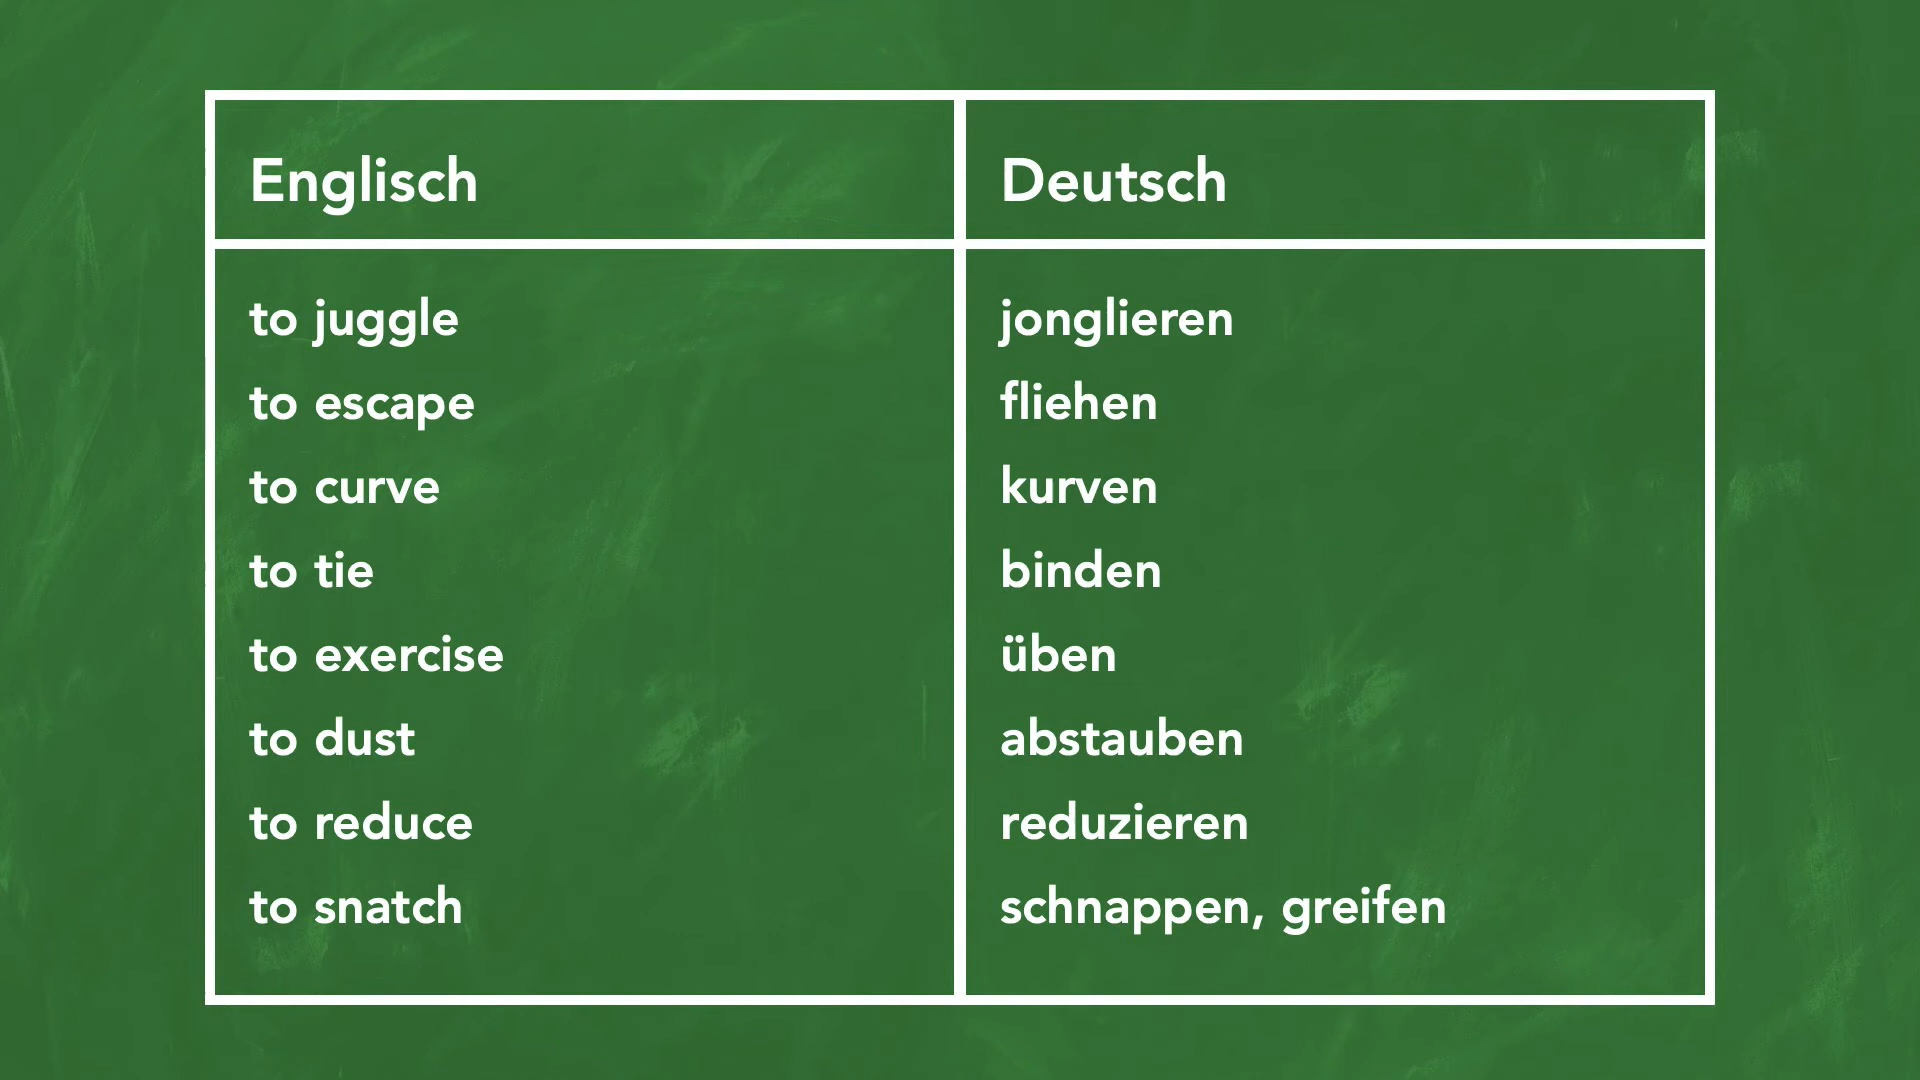 Englisch Deutsch
to juggle jonglieren
to escape fliehen
to curve kurven
to tie binden
to exercise üben
to dust abstauben
to reduce reduzieren
to snatch schnappen, greifen